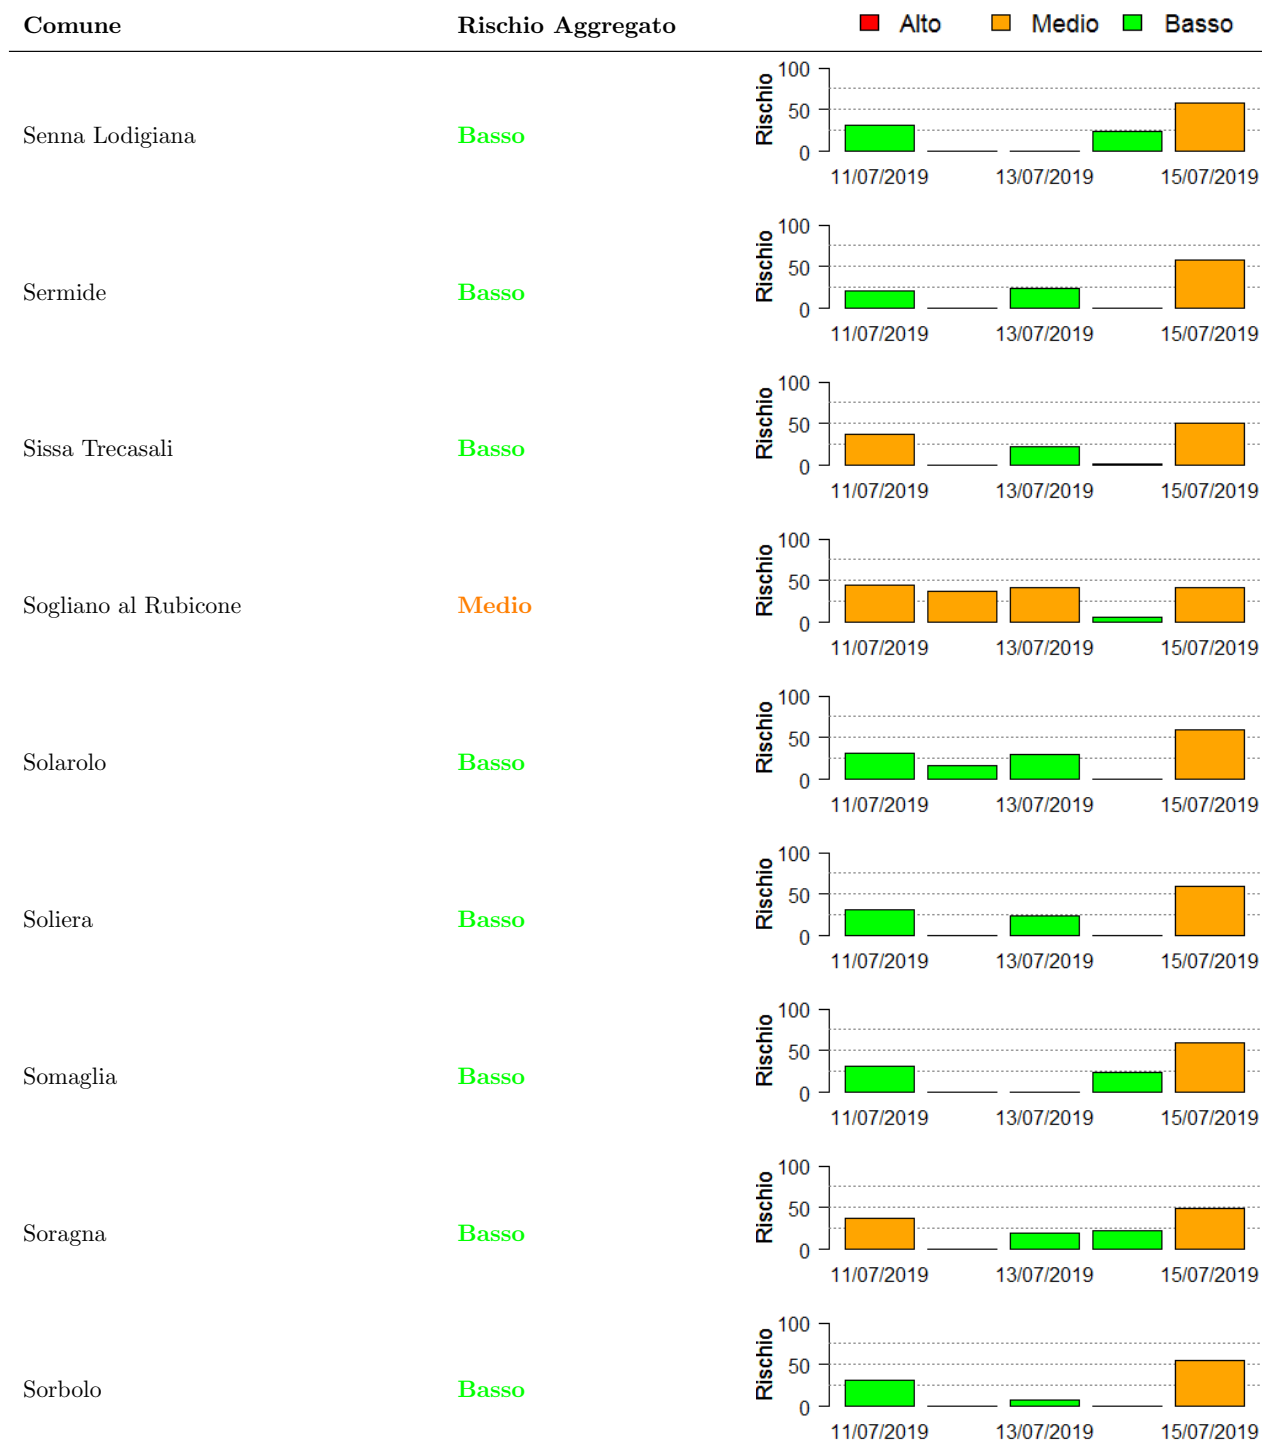 Comune Rischio Aggregato Alto Medio Basso
Senna Lodigiana Basso Rischio 100 50 0
11/07/2019 13/07/2019 15/07/2019
Sermide Basso Rischio 100 50 0
11/07/2019 13/07/2019 15/07/2019
Sissa Trecasali Basso Rischio 100 50 0
11/07/2019 13/07/2019 15/07/2019
Sogliano al Rubicone Medio Rischio 100 50 0
11/07/2019 13/07/2019 15/07/2019
Solarolo Basso Rischio 100 50 0
11/07/2019 13/07/2019 15/07/2019
Soliera Basso Rischio 100 50 0
11/07/2019 13/07/2019 15/07/2019
Somaglia Basso Rischio 100 50 0
11/07/2019 13/07/2019 15/07/2019
Soragna Basso Rischio 100 50 0
11/07/2019 13/07/2019 15/07/2019
Sorbolo Basso Rischio 100 50 0
11/07/2019 13/07/2019 15/07/2019